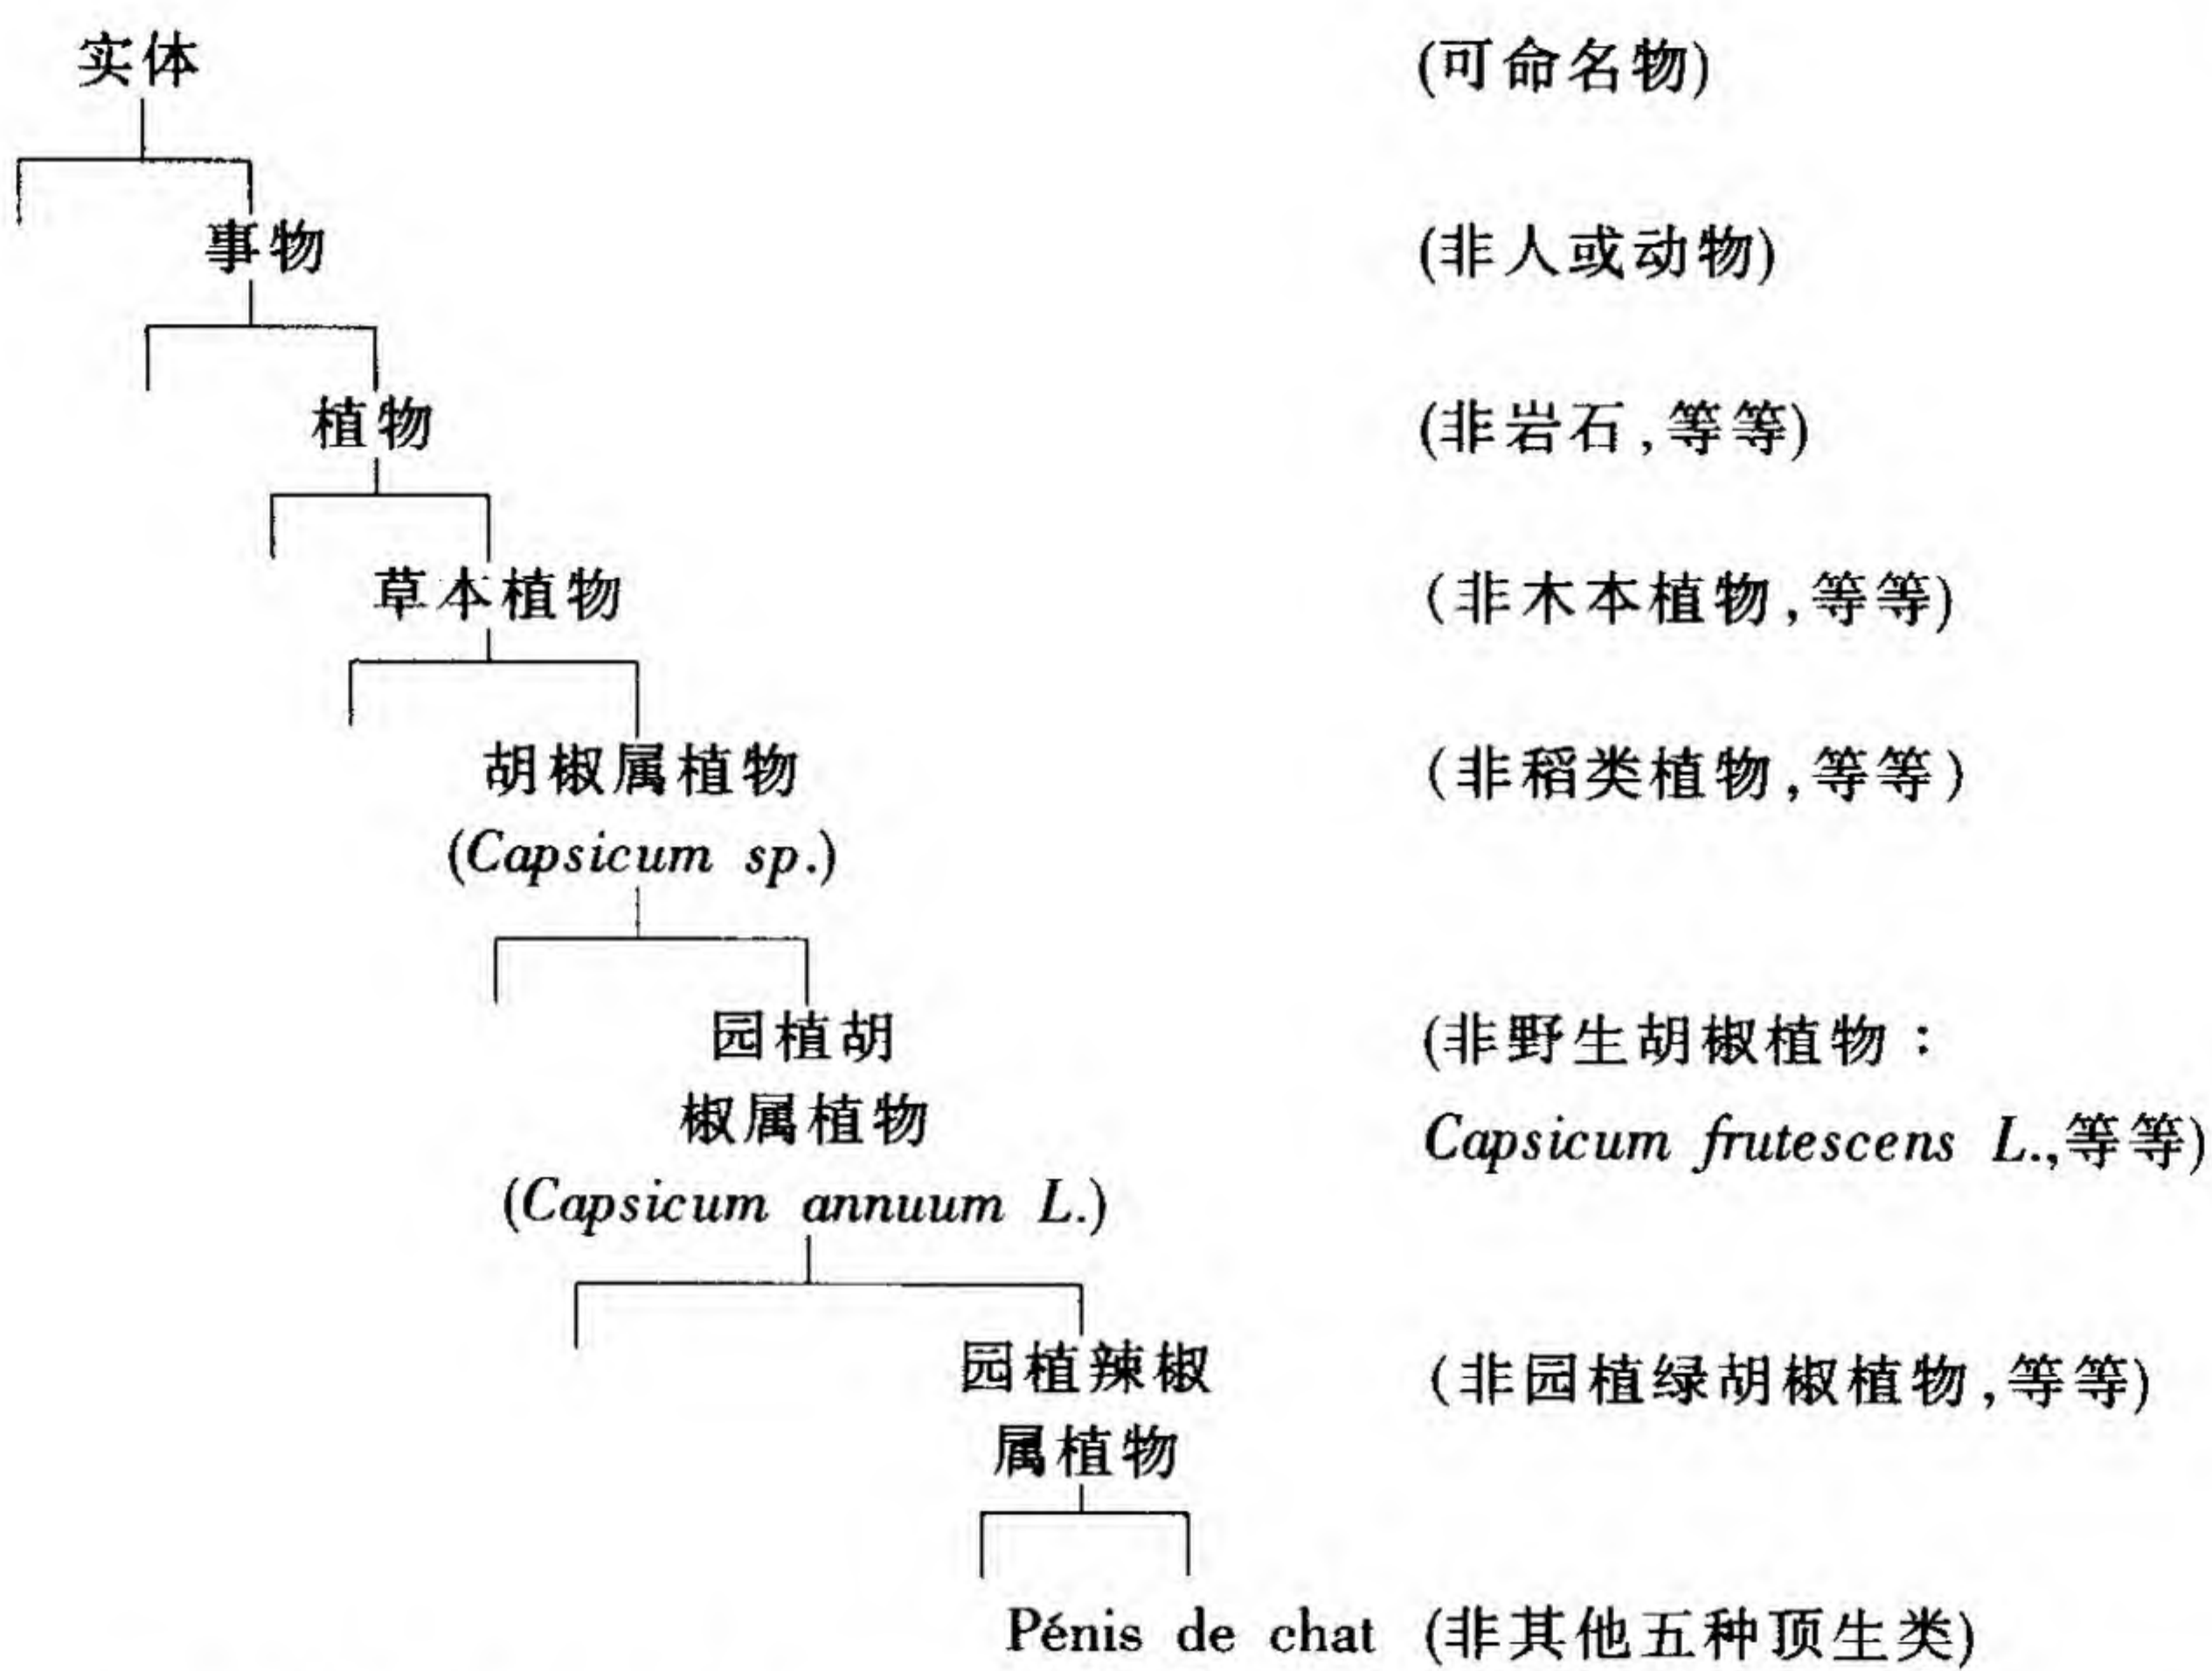 实体 (可命名物)
事物 (非人或动物)
植物 (非岩石,等等)
草本植物 (非木本植物,等等)
胡椒属植物 (非稻类植物,等等)
(Capsicum sp.)
园植胡 (非野生胡椒植物:
椒属植物 Capsicum frutescens L.,等等)
(Capsicum annuum L.)
园植辣椒 (非园植绿胡椒植物,等等)
属植物
Pénis de chat (非其他五种顶生类)